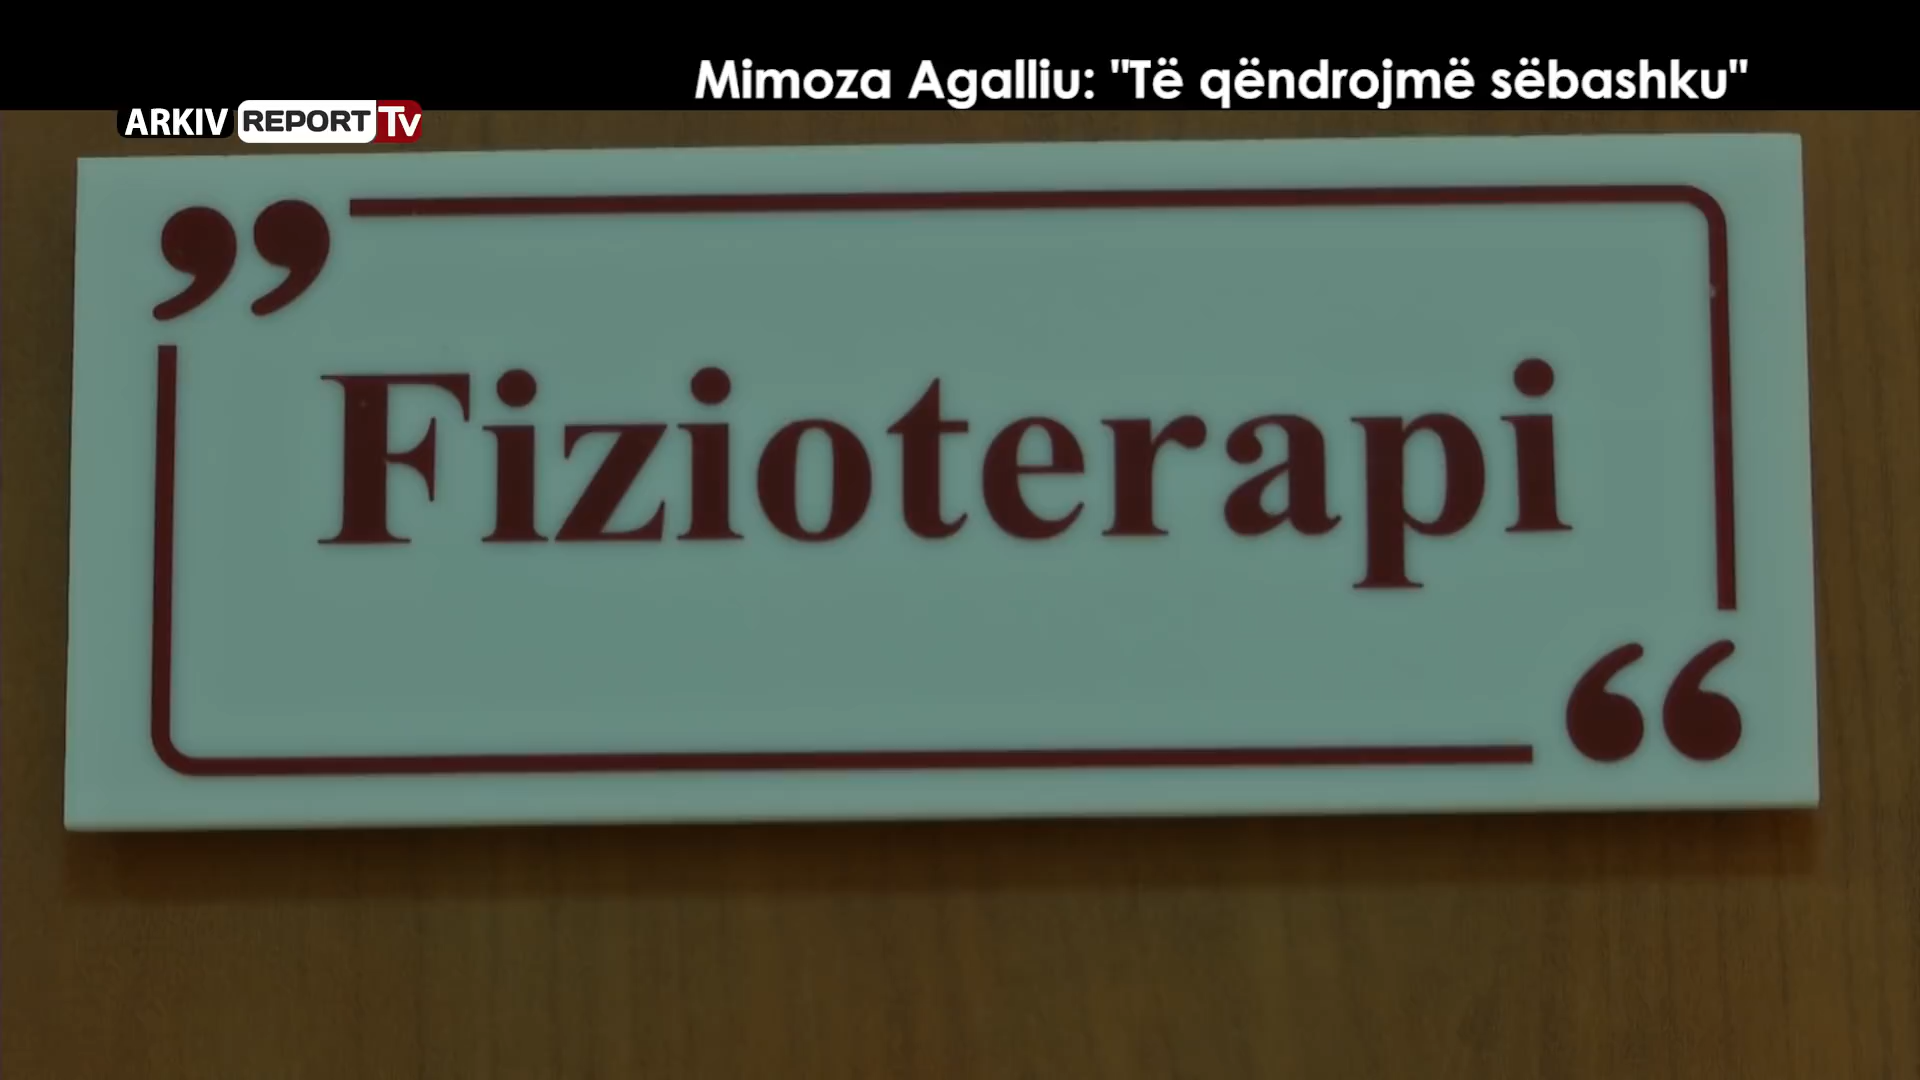 Mimoza Agalliu: "Të qëndrojmë sëbashku"
ARKIV REPORT Tv
” Fizioterapi “